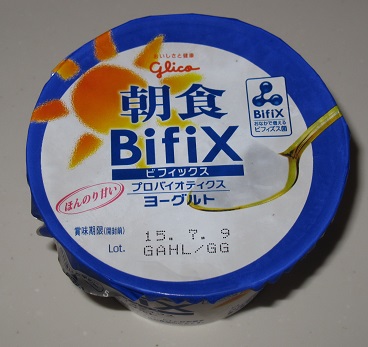 おいしさと健康
glico
朝食
BifiX
ビフィックス
プロバイオティクス
ヨーグルト
BifiX
おなかで増える
ビフィズス菌
ほんのり甘い
賞味期限(開封前)
15. 7. 9
Lot.
GAHL/GG
BifiX